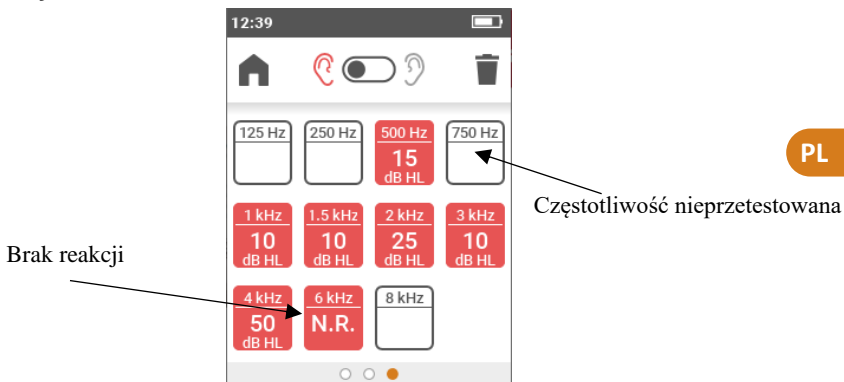 12:39
125 Hz
250 Hz
500 Hz
15
dB HL
750 Hz
PL
Częstotliwość nieprzetestowana
1 kHz
10
dB HL
1.5 kHz
10
dB HL
2 kHz
25
dB HL
3 kHz
10
dB HL
Brak reakcji
4 kHz
50
dB HL
6 kHz
N.R.
8 kHz